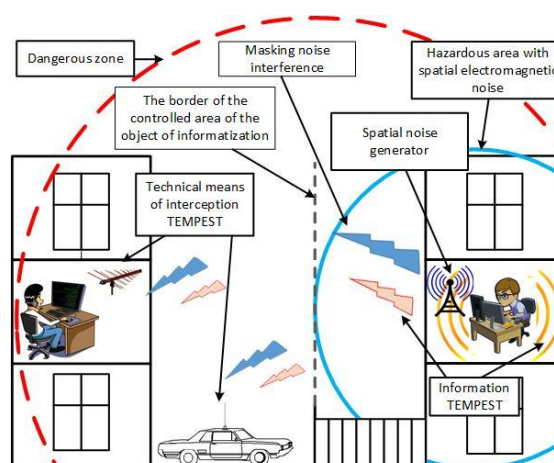 Dangerous zone
Masking noise
interference
Hazardous area with
spatial electromagnetic
noise
The border of the
controlled area of the
object of informatization
Spatial noise
generator
Technical means
of interception
TEMPEST
Information
TEMPEST